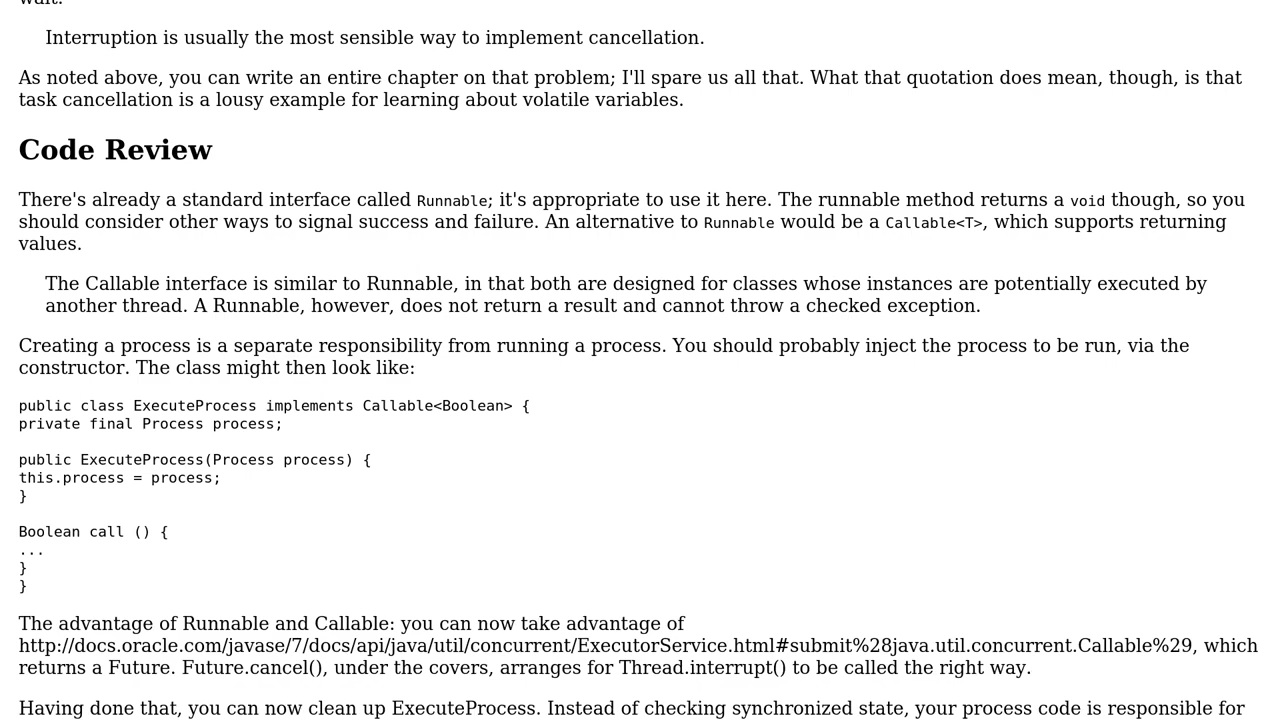 wait.
Interruption is usually the most sensible way to implement cancellation.
As noted above, you can write an entire chapter on that problem; I'll spare us all that. What that quotation does mean, though, is that
task cancellation is a lousy example for learning about volatile variables.
Code Review
There's already a standard interface called Runnable; it's appropriate to use it here. The runnable method returns a void though, so you
should consider other ways to signal success and failure. An alternative to Runnable would be a Callable<T>, which supports returning
values.
The Callable interface is similar to Runnable, in that both are designed for classes whose instances are potentially executed by
another thread. A Runnable, however, does not return a result and cannot throw a checked exception.
Creating a process is a separate responsibility from running a process. You should probably inject the process to be run, via the
constructor. The class might then look like:
public class ExecuteProcess implements Callable<Boolean> {
private final Process process;
public ExecuteProcess(Process process) {
this.process = process;
}
Boolean call () {
...
}
}
The advantage of Runnable and Callable: you can now take advantage of
http://docs.oracle.com/javase/7/docs/api/java/util/concurrent/ExecutorService.html#submit%28java.util.concurrent.Callable%29, which
returns a Future. Future.cancel(), under the covers, arranges for Thread.interrupt() to be called the right way.
Having done that, you can now clean up ExecuteProcess. Instead of checking synchronized state, your process code is responsible for